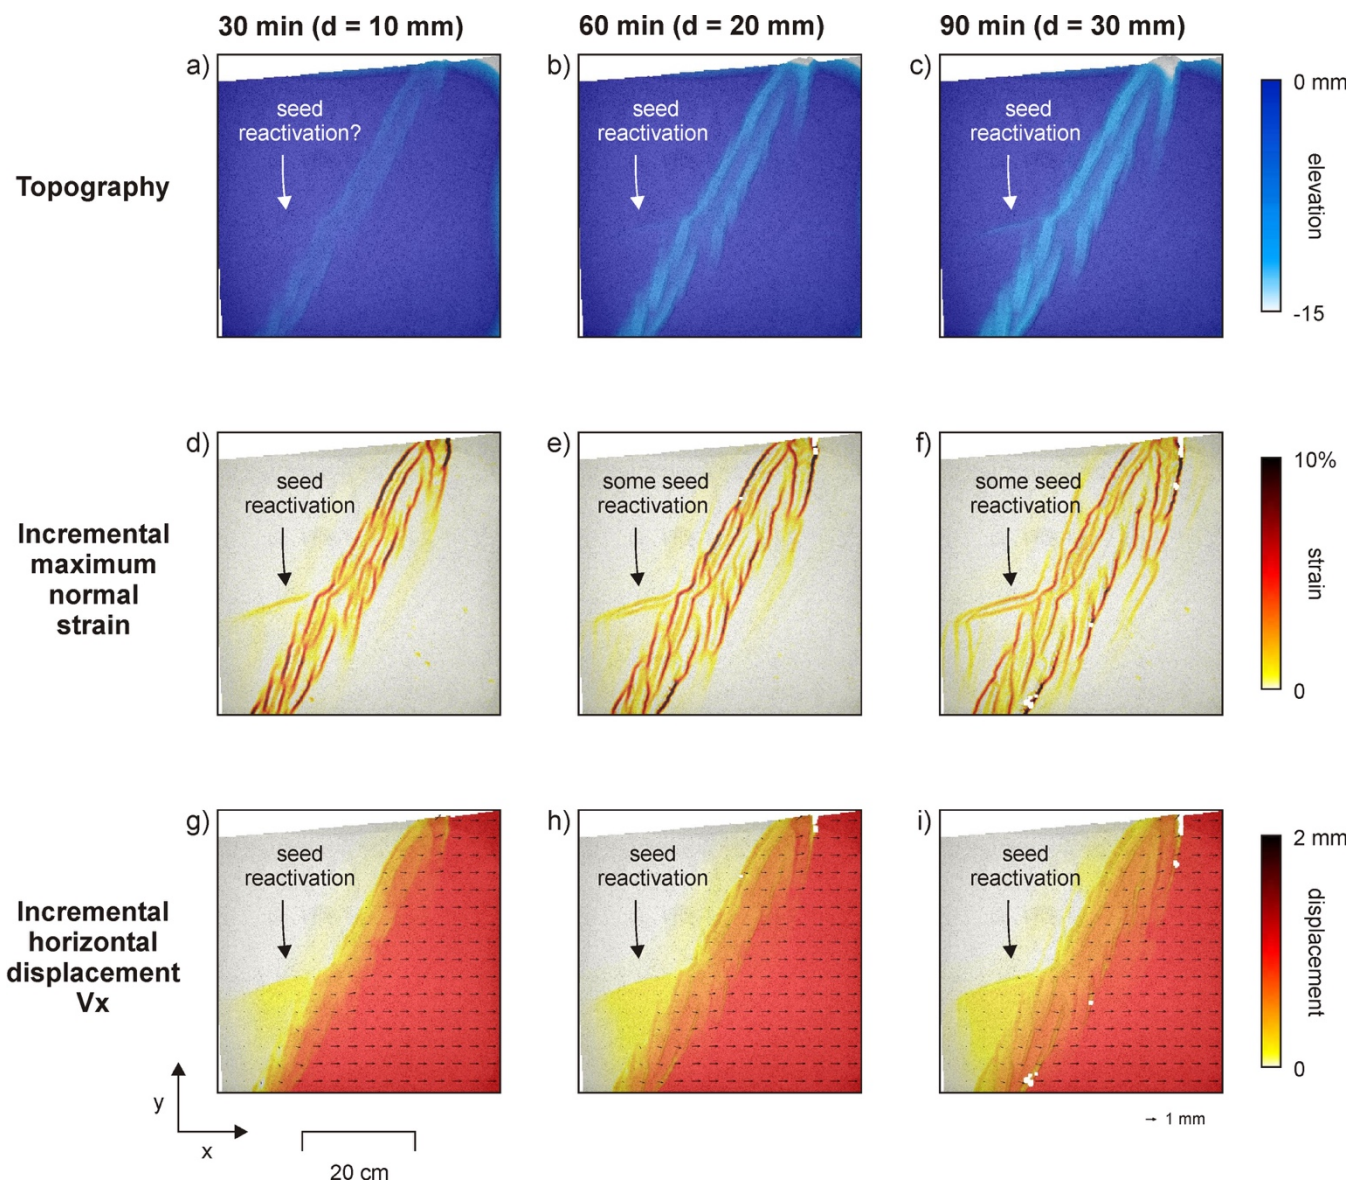 30 min (d = 10 mm)
60 min (d = 20 mm)
90 min (d = 30 mm)
a)
b)
c)
seed
reactivation?
seed
reactivation
seed
reactivation
Topography
0 mm
elevation
-15
d)
e)
f)
seed
reactivation
some seed
reactivation
some seed
reactivation
Incremental
maximum
normal
strain
10%
strain
0
g)
h)
i)
seed
reactivation
seed
reactivation
seed
reactivation
Incremental
horizontal
displacement
Vx
2 mm
displacement
0
y
x
20 cm
1 mm